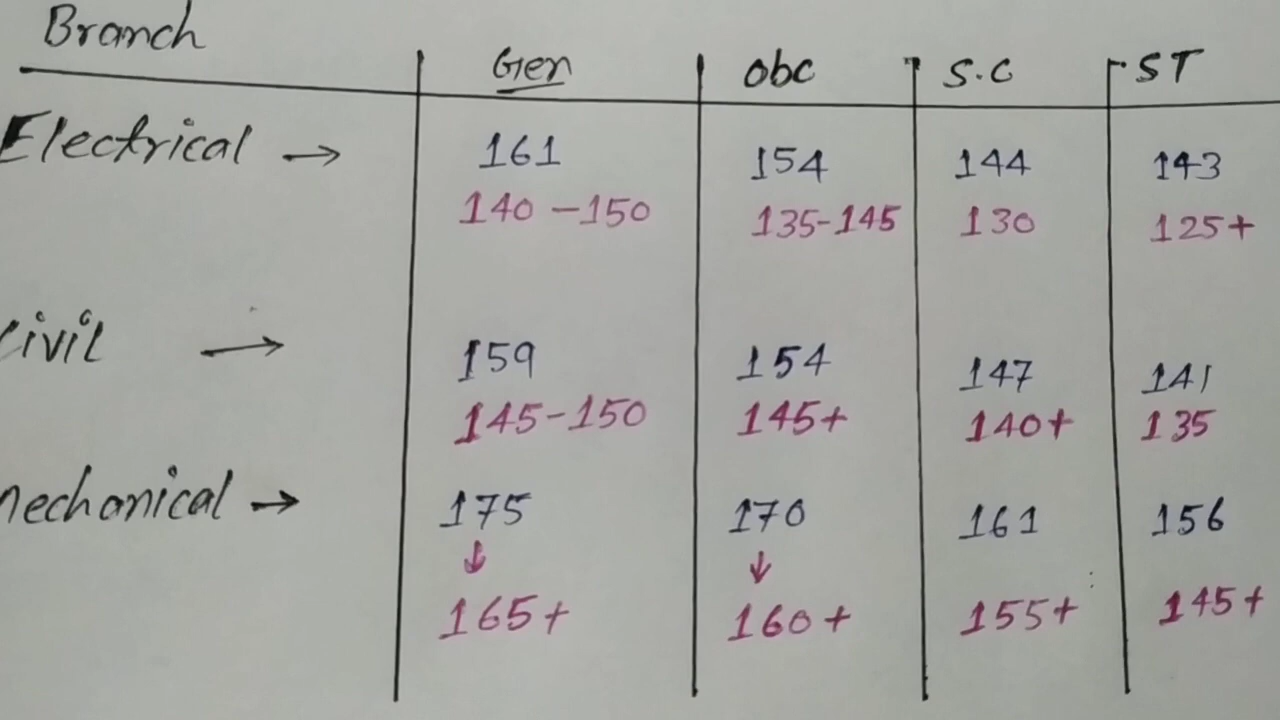 Branch Gen obc S.C ST
Electrical → 161 154 144 143
140-150 135-145 130 125+
Civil → 159 154 147 141
145-150 145+ 140+ 135
mechanical → 175 170 161 156
↓ ↓
165+ 160+ 155+ 145+